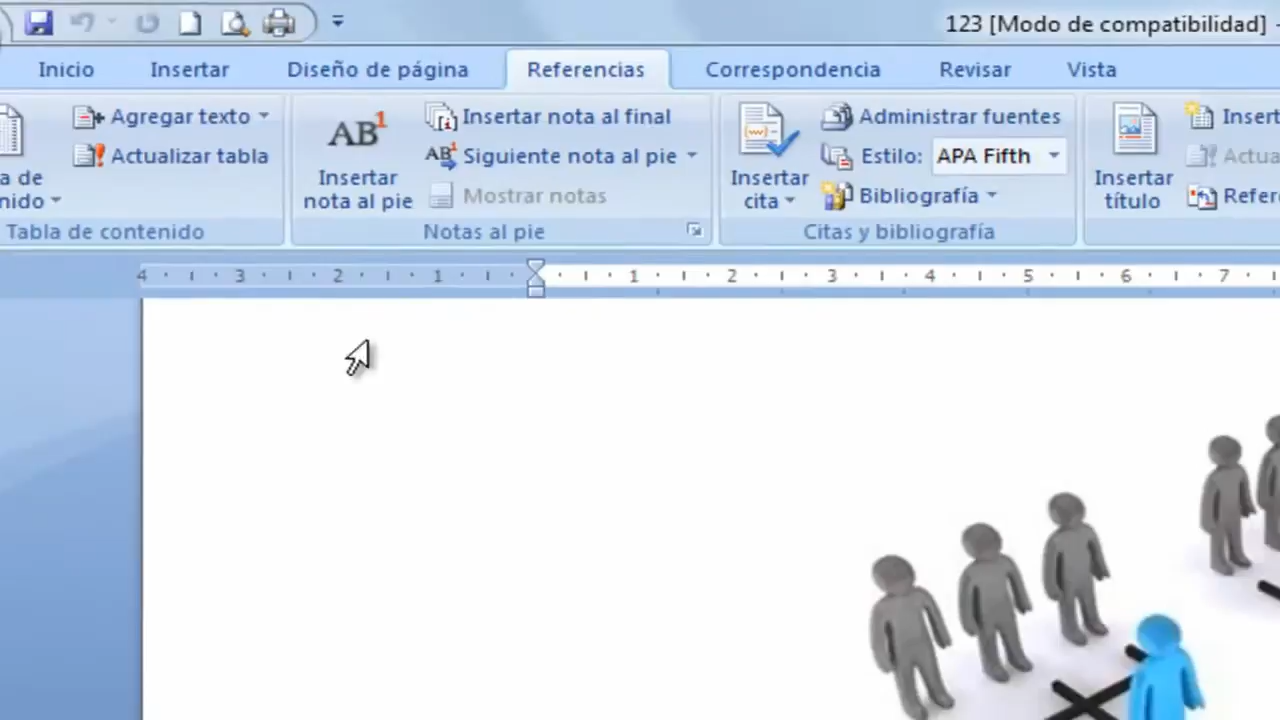 123 [Modo de compatibilidad] -
Inicio Insertar Diseño de página Referencias Correspondencia Revisar Vista
Agregar texto
Actualizar tabla
Tabla de contenido
AB1
Insertar
nota al pie
Insertar nota al final
AB1 Siguiente nota al pie
Mostrar notas
Notas al pie
Insertar
cita
Administrar fuentes
Estilo: APA Fifth
Bibliografía
Citas y bibliografía
Insertar
título
4 3 2 1 1 2 3 4 5 6 7